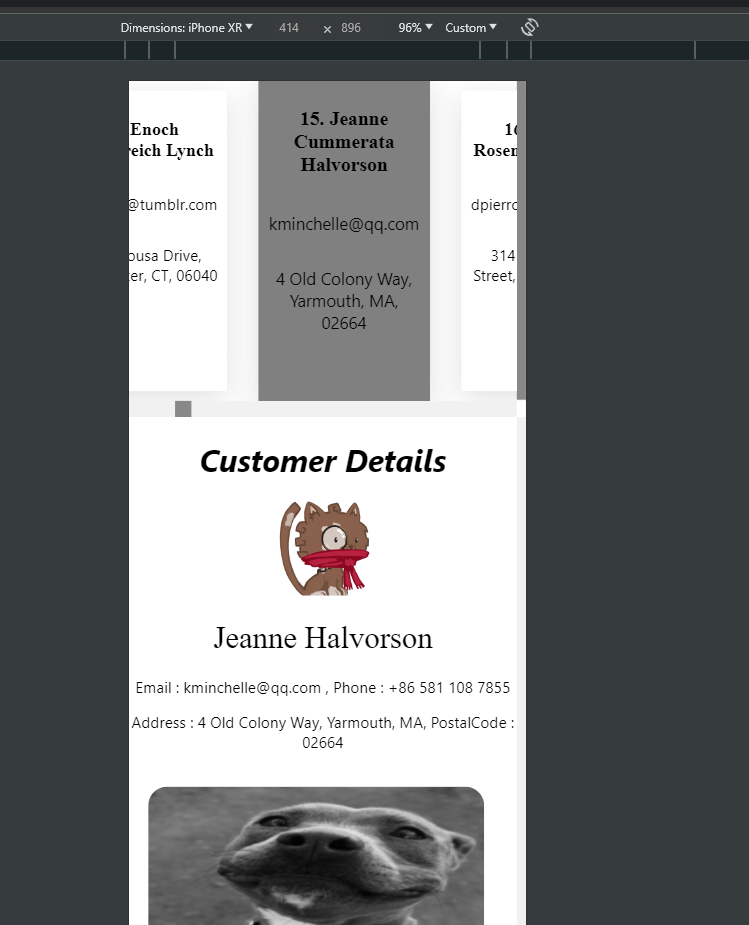 Dimensions: iPhone XR 414 × 896 96% Custom
Enoch
reich Lynch
@tumblr.com
ousa Drive,
ter, CT, 06040
15. Jeanne
Cummerata
Halvorson
kminchelle@qq.com
4 Old Colony Way,
Yarmouth, MA,
02664
16
Rosen
dpierro
314
Street,
Customer Details
Jeanne Halvorson
Email : kminchelle@qq.com , Phone : +86 581 108 7855
Address : 4 Old Colony Way, Yarmouth, MA, PostalCode :
02664